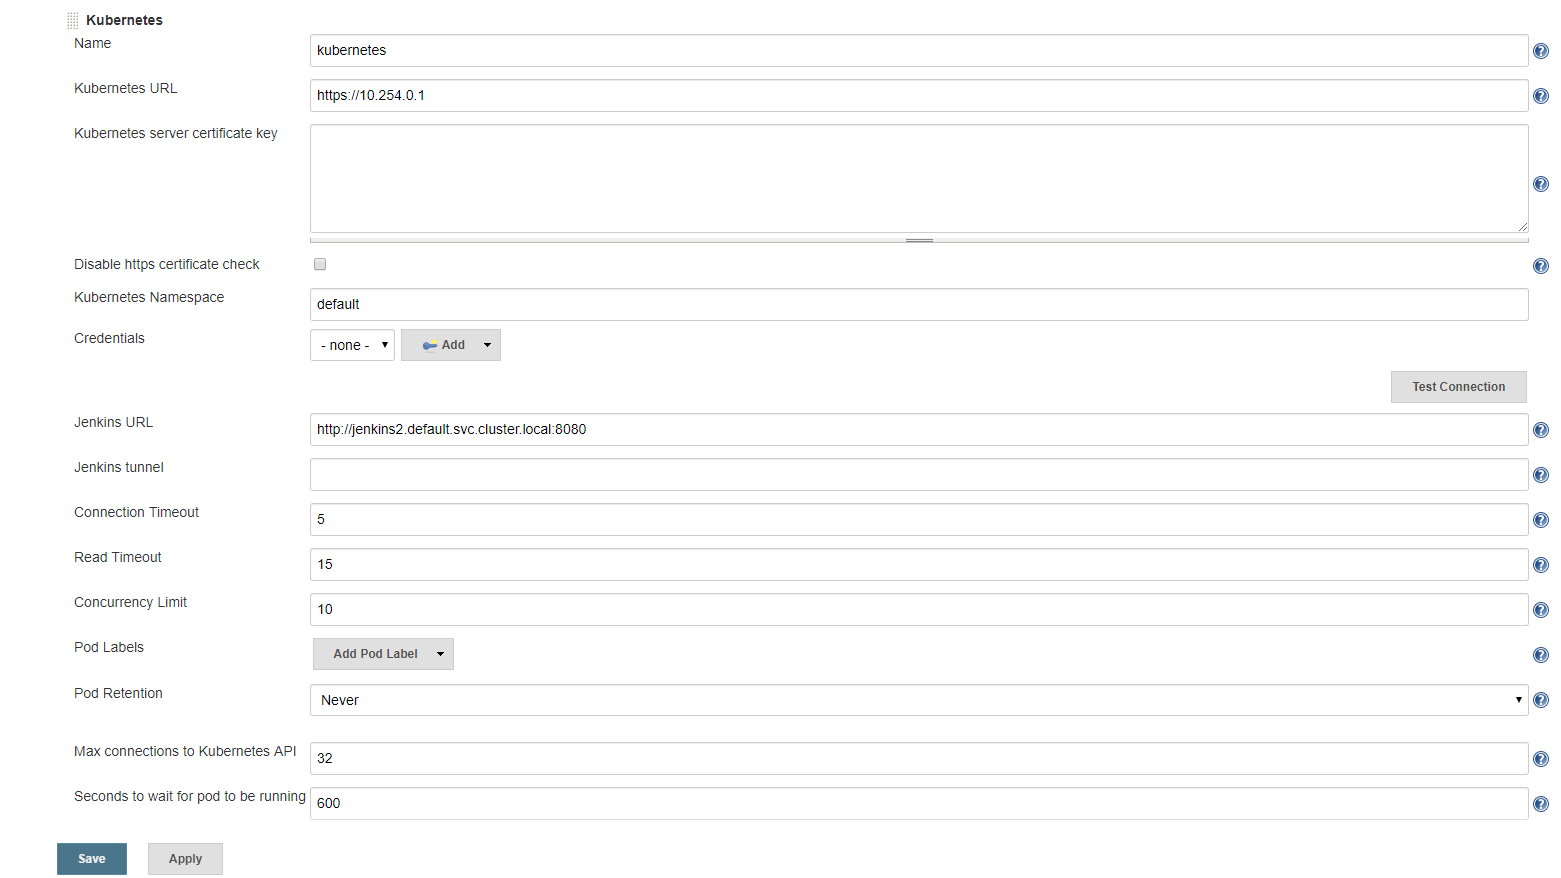 Kubernetes
Name
kubernetes
Kubernetes URL
https://10.254.0.1
Kubernetes server certificate key
Disable https certificate check
Kubernetes Namespace
default
Credentials
- none -
Add
Test Connection
Jenkins URL
http://jenkins2.default.svc.cluster.local:8080
Jenkins tunnel
Connection Timeout
5
Read Timeout
15
Concurrency Limit
10
Pod Labels
Add Pod Label
Pod Retention
Never
Max connections to Kubernetes API
32
Seconds to wait for pod to be running
600
Save
Apply